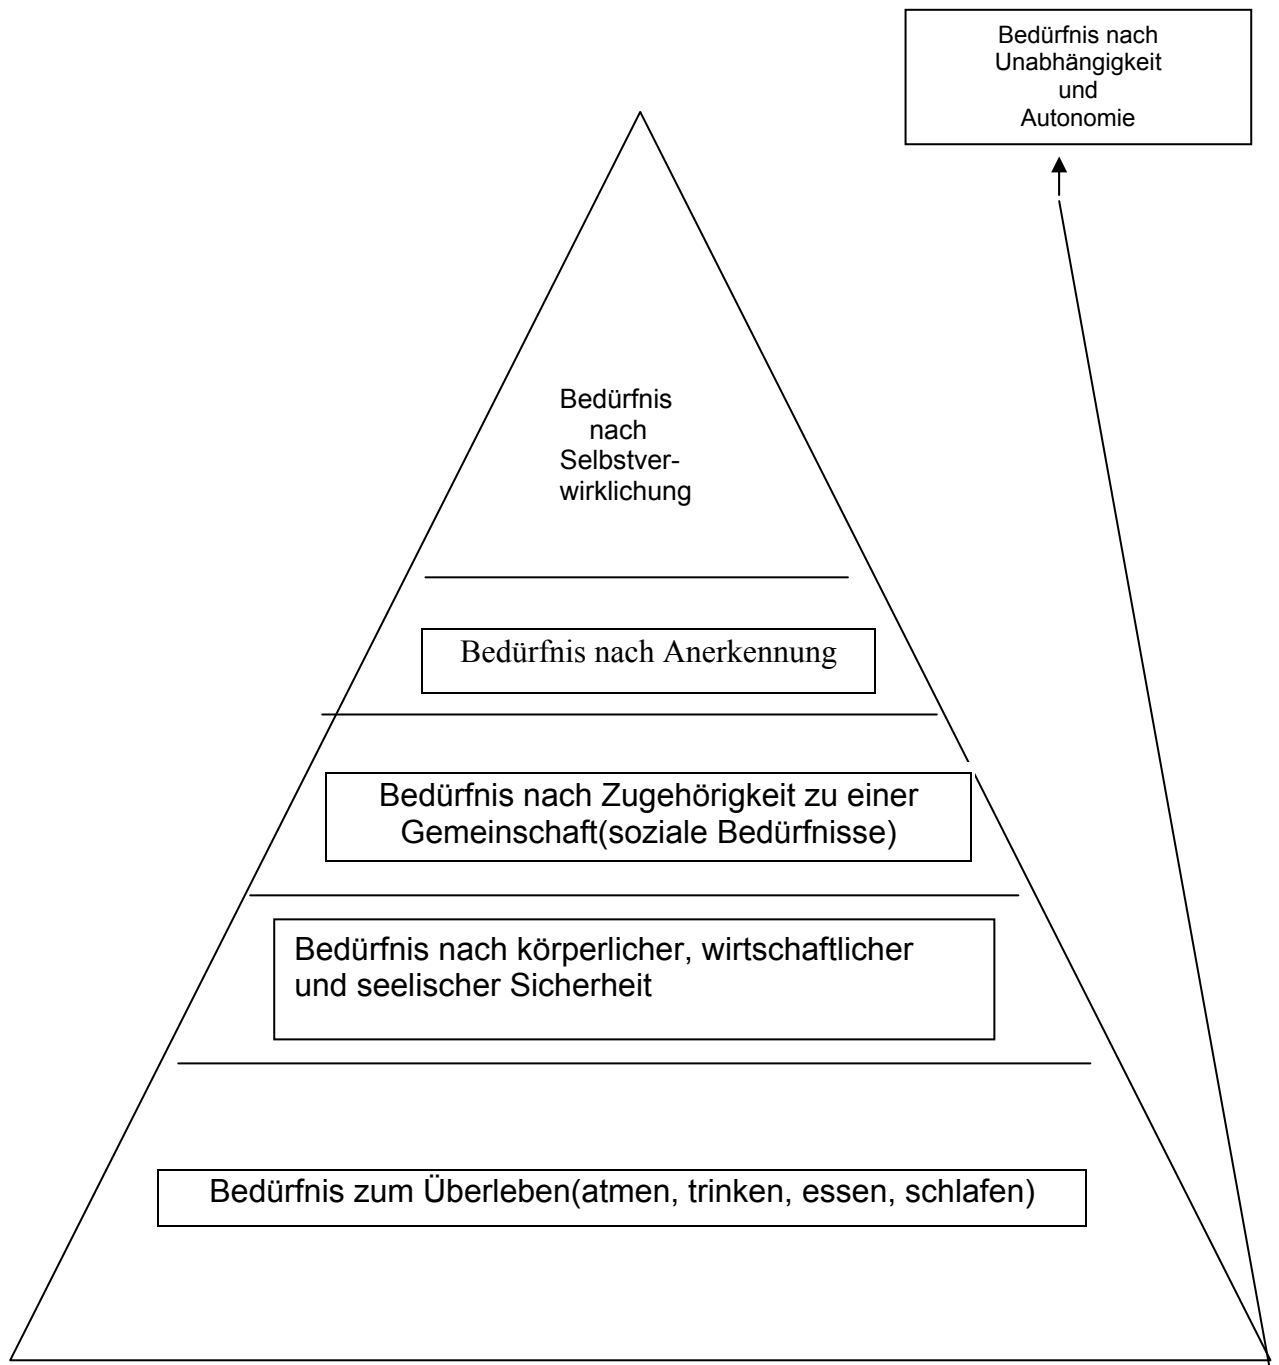 Bedürfnis nach
Unabhängigkeit
und
Autonomie
Bedürfnis
nach
Selbstver-
wirklichung
Bedürfnis nach Anerkennung
Bedürfnis nach Zugehörigkeit zu einer
Gemeinschaft(soziale Bedürfnisse)
Bedürfnis nach körperlicher, wirtschaftlicher
und seelischer Sicherheit
Bedürfnis zum Überleben(atmen, trinken, essen, schlafen)